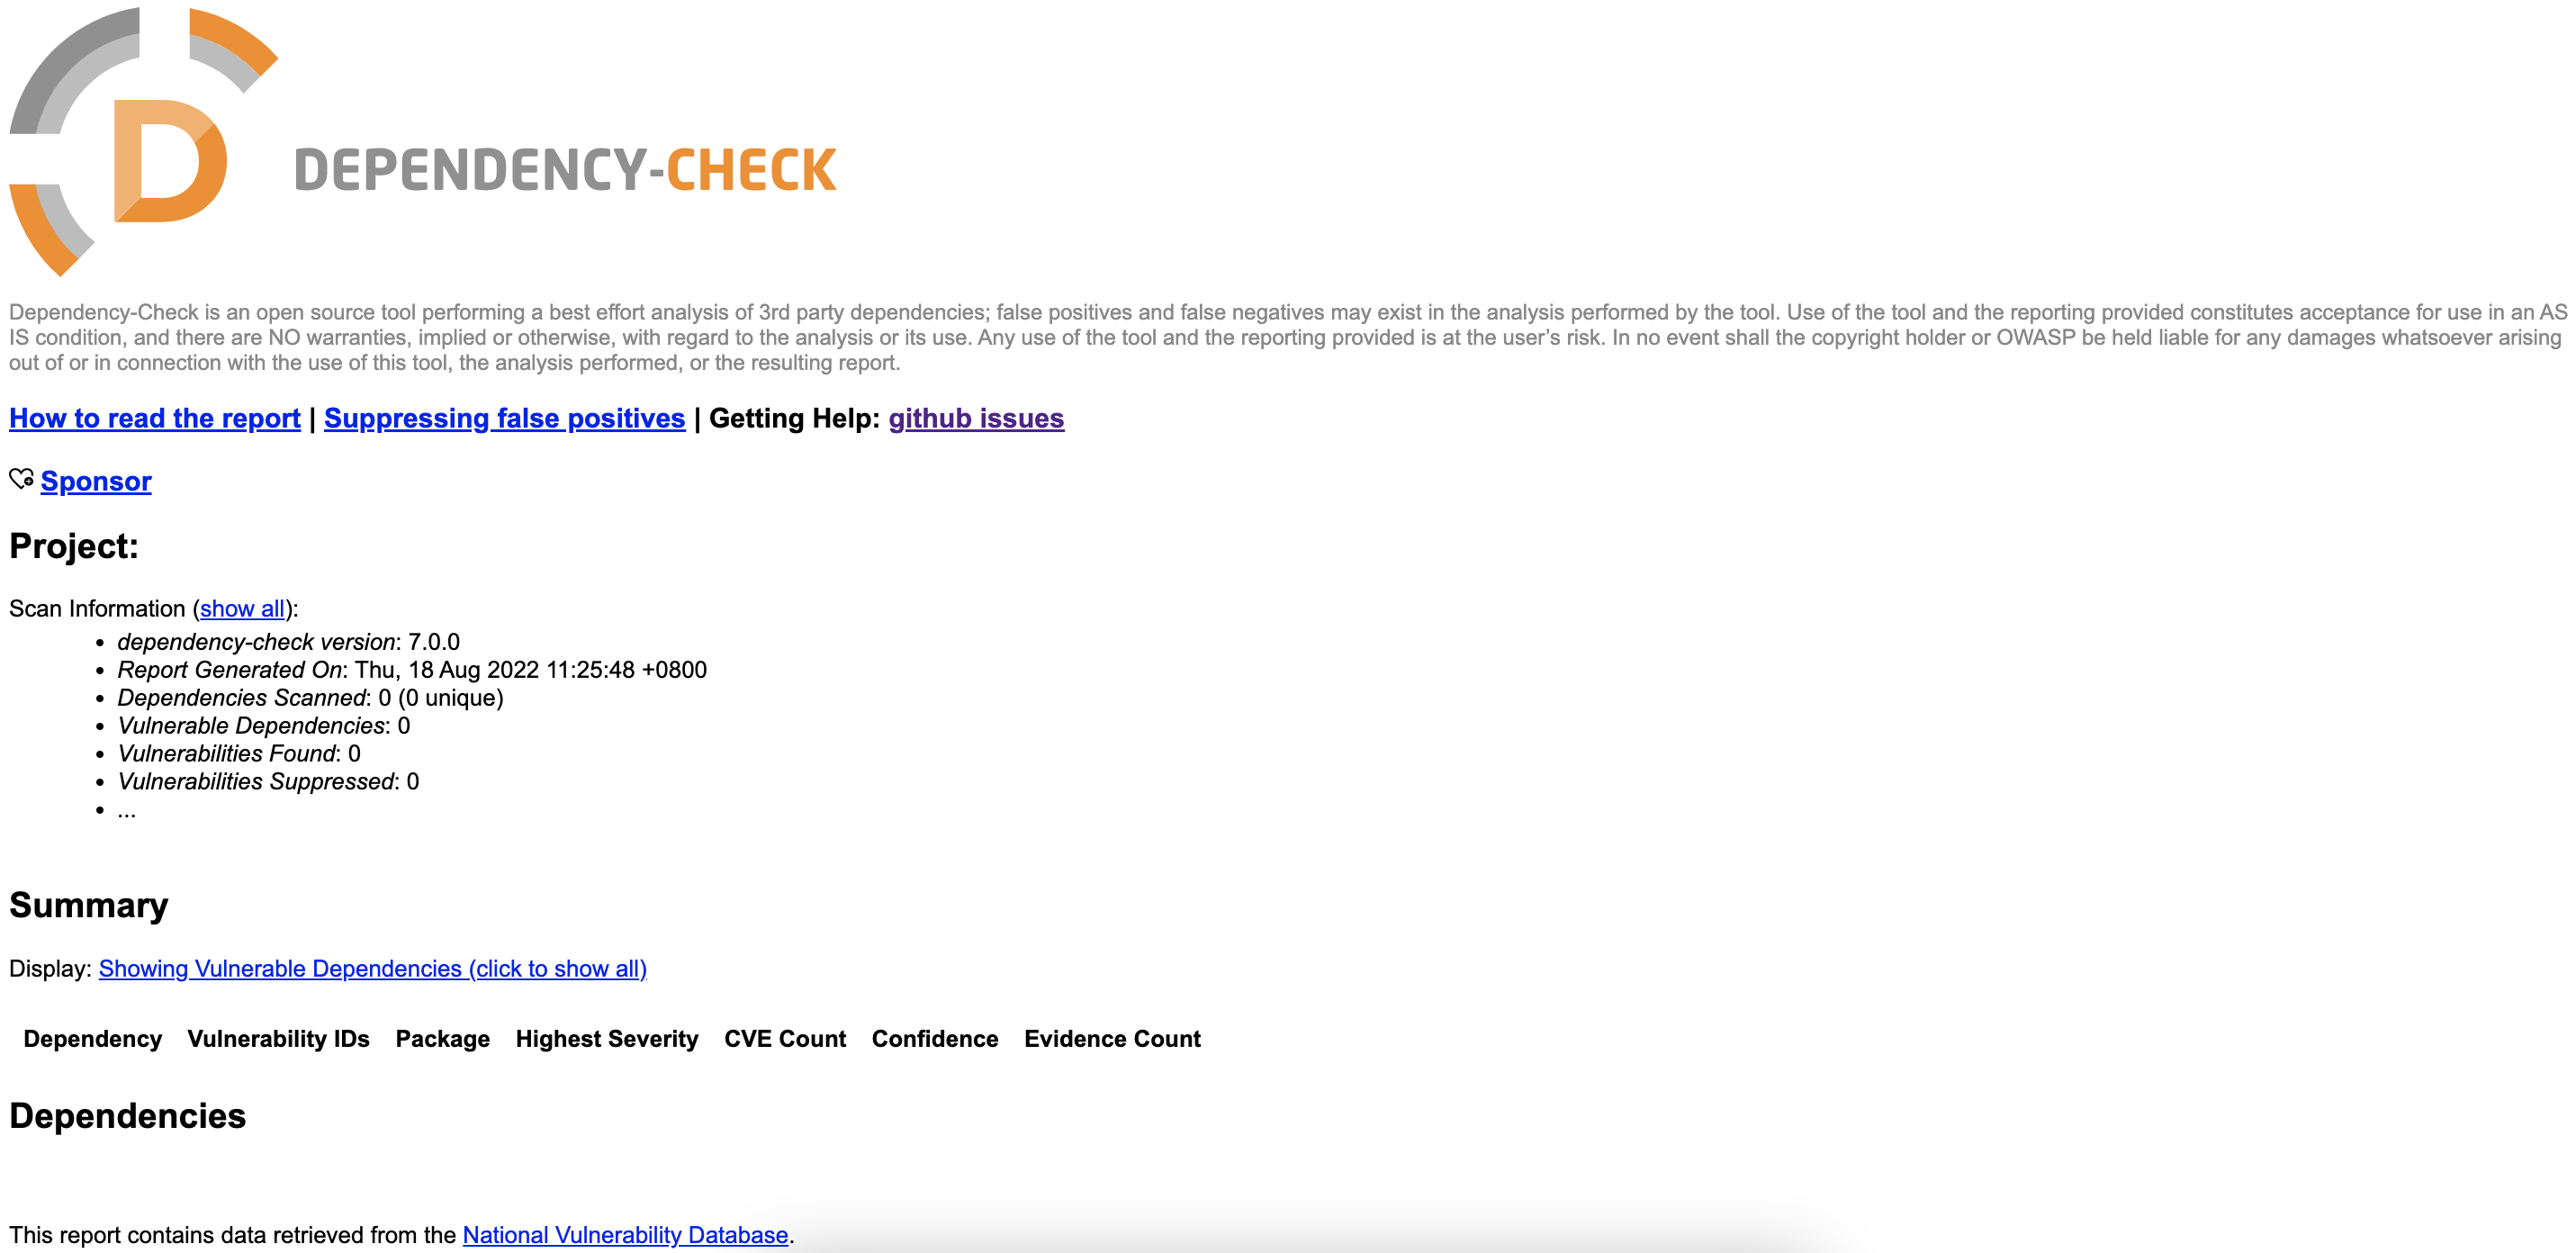 DEPENDENCY-CHECK
Dependency-Check is an open source tool performing a best effort analysis of 3rd party dependencies; false positives and false negatives may exist in the analysis performed by the tool. Use of the tool and the reporting provided constitutes acceptance for use in an AS
IS condition, and there are NO warranties, implied or otherwise, with regard to the analysis or its use. Any use of the tool and the reporting provided is at the user’s risk. In no event shall the copyright holder or OWASP be held liable for any damages whatsoever arising
out of or in connection with the use of this tool, the analysis performed, or the resulting report.
How to read the report | Suppressing false positives | Getting Help: github issues
Sponsor
Project:
Scan Information (show all):
• dependency-check version: 7.0.0
• Report Generated On: Thu, 18 Aug 2022 11:25:48 +0800
• Dependencies Scanned: 0 (0 unique)
• Vulnerable Dependencies: 0
• Vulnerabilities Found: 0
• Vulnerabilities Suppressed: 0
• ...
Summary
Display: Showing Vulnerable Dependencies (click to show all)
Dependency Vulnerability IDs Package Highest Severity CVE Count Confidence Evidence Count
Dependencies
This report contains data retrieved from the National Vulnerability Database.